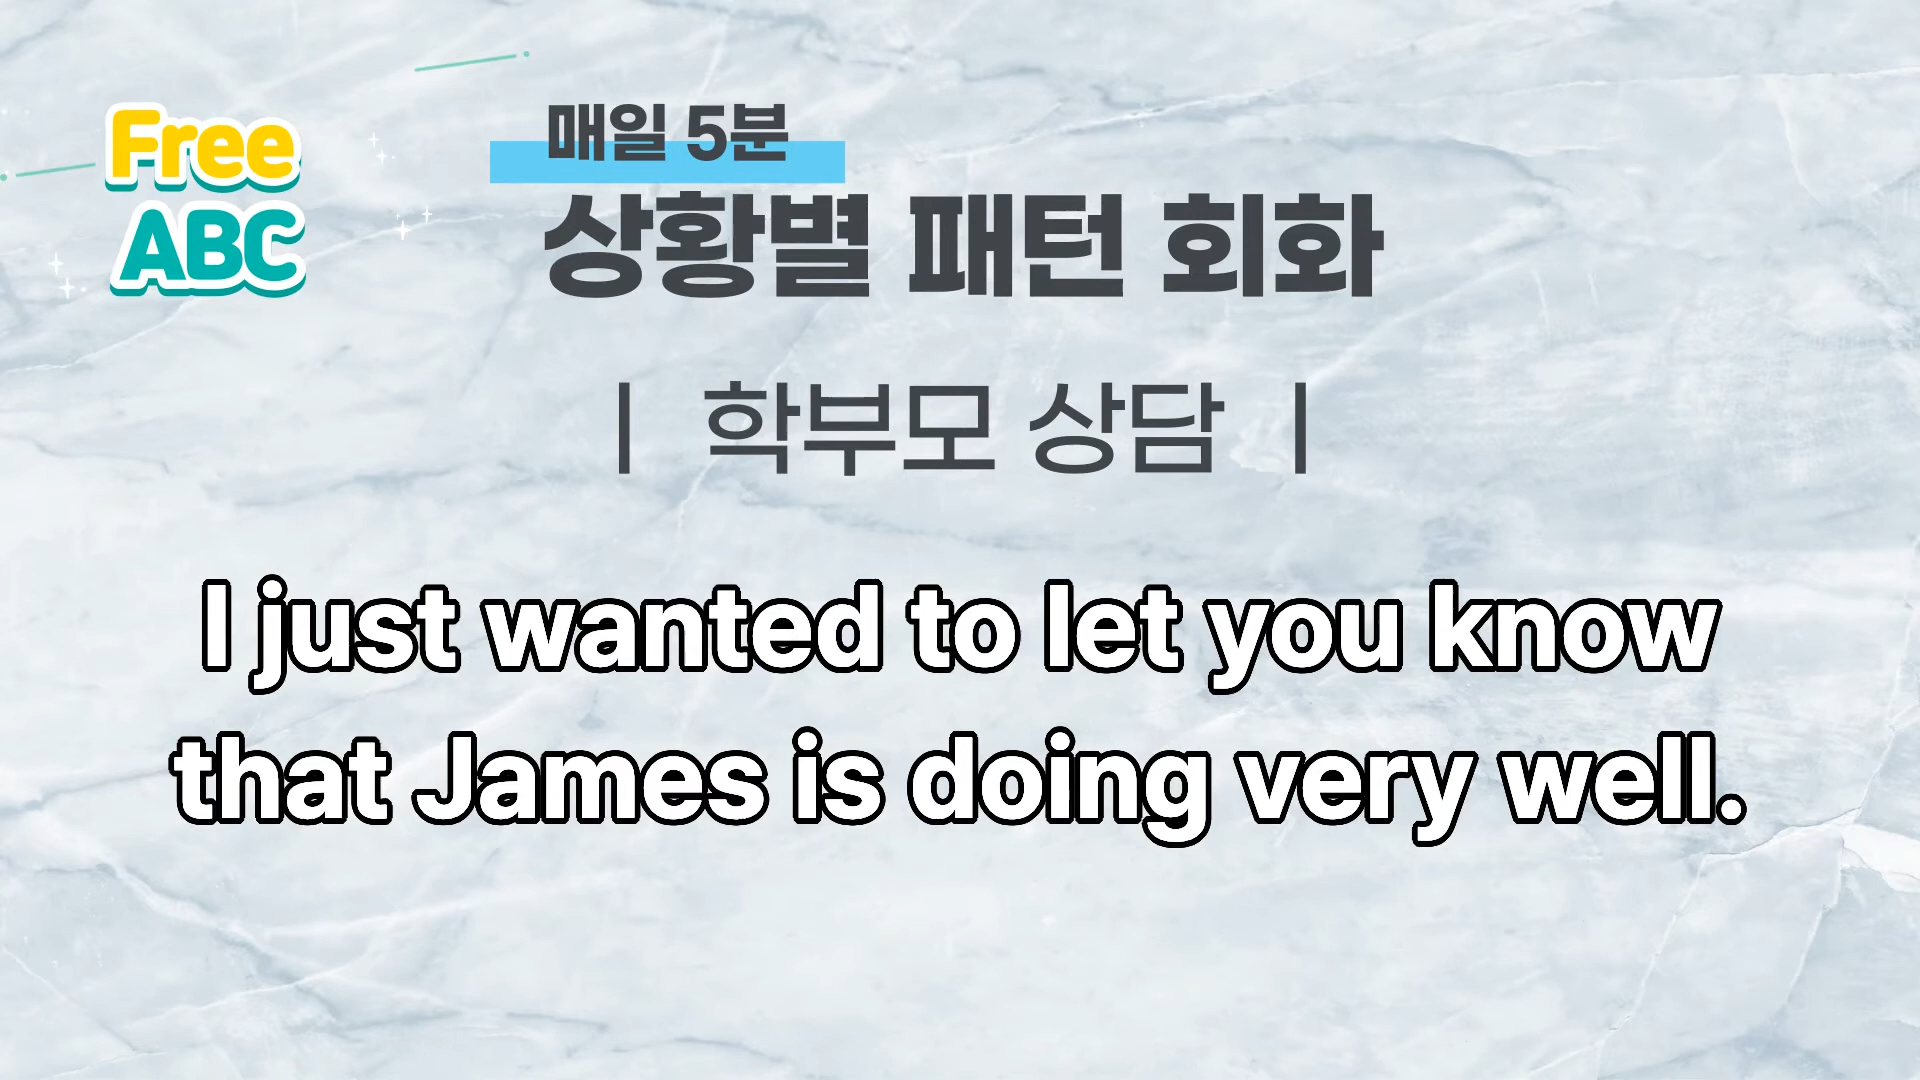 Free
ABC
매일 5분
상황별 패턴 회화
| 학부모 상담 |
I just wanted to let you know
that James is doing very well.